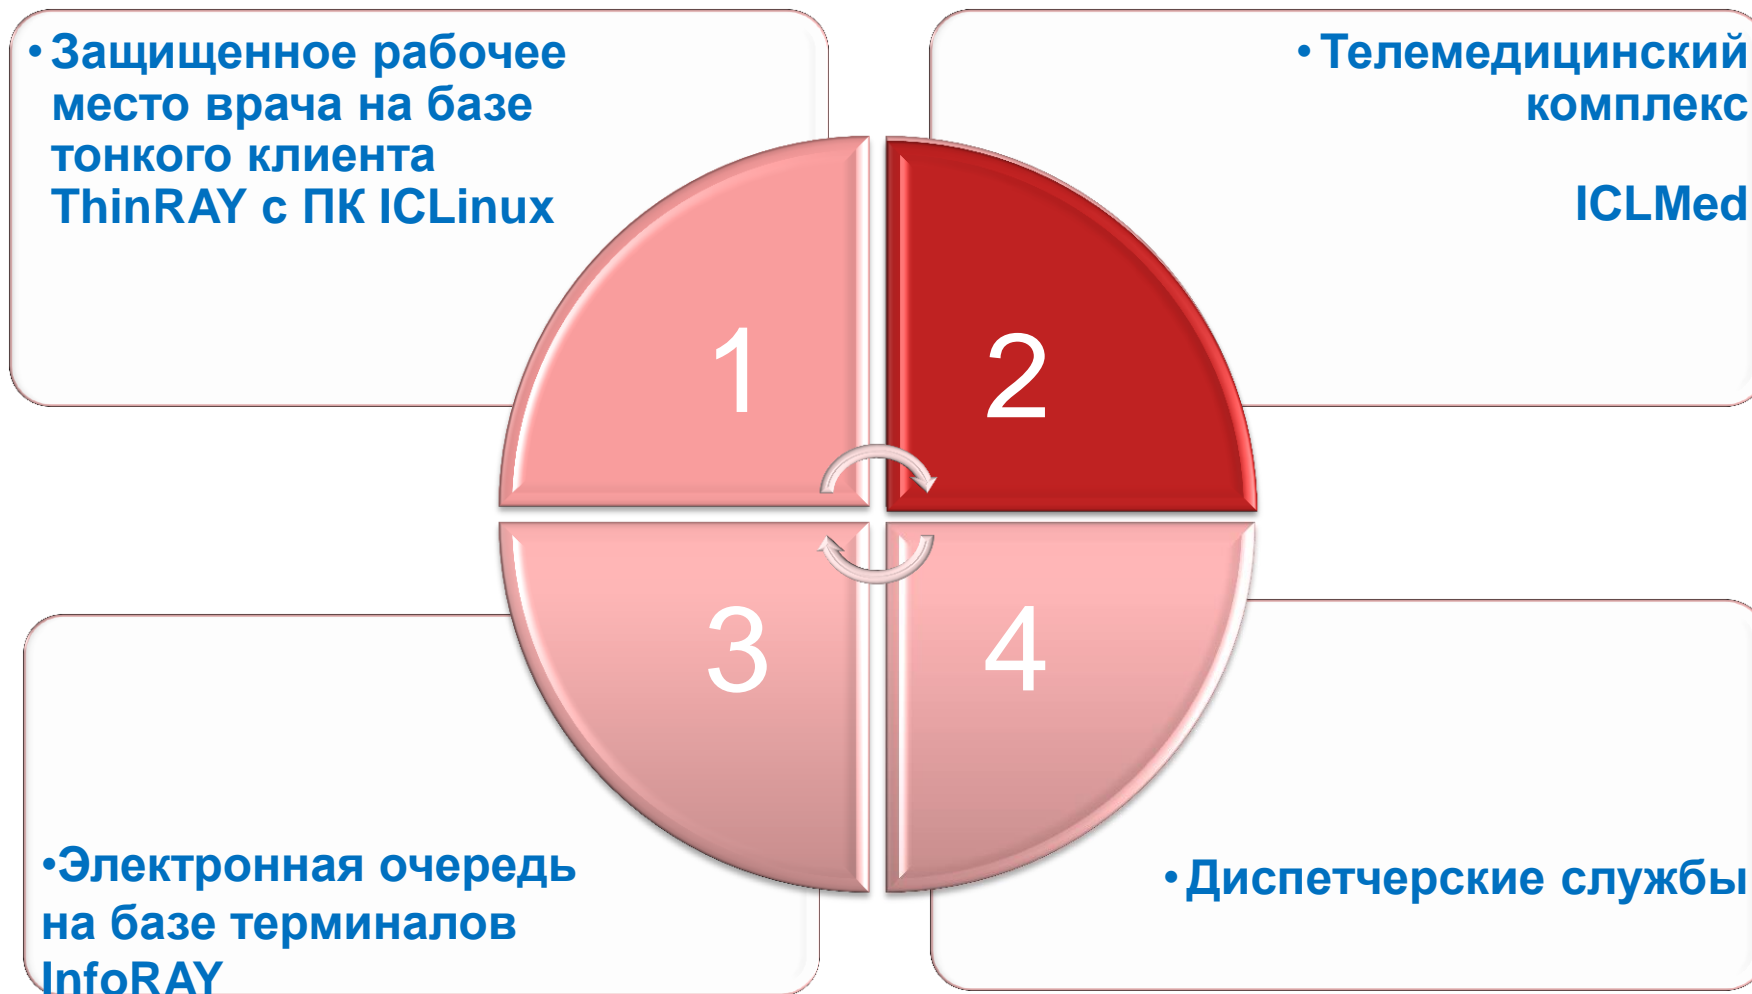 • Защищенное рабочее
место врача на базе
тонкого клиента
ThinRAY с ПК ICLinux
• Телемедицинский
комплекс
ICLMed
1
2
3
4
•Электронная очередь
на базе терминалов
InfoRAY
• Диспетчерские службы